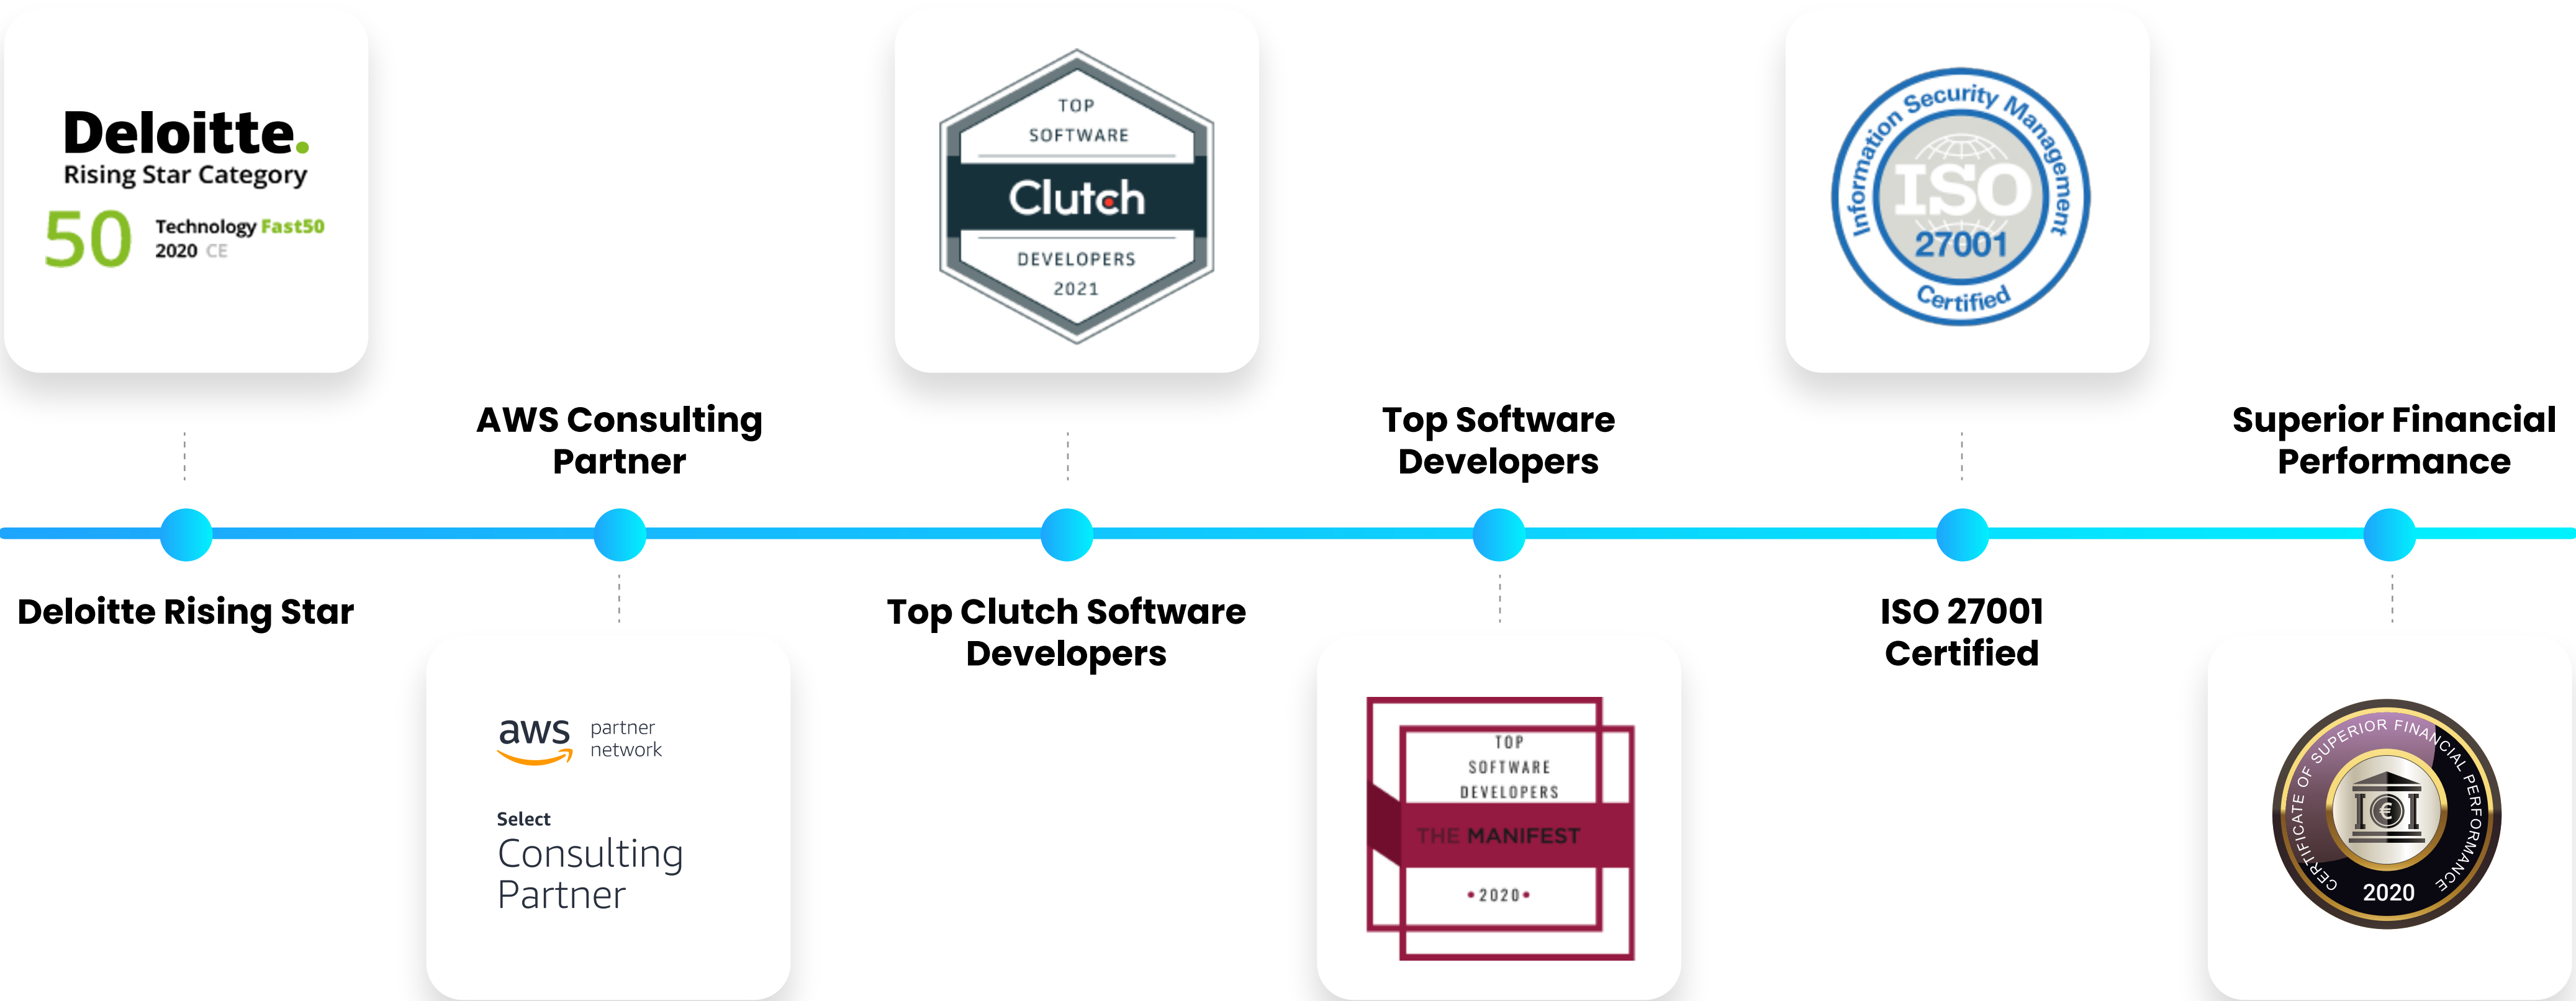 Deloitte.
Rising Star Category
50
Technology Fast50
2020 CE
Deloitte Rising Star
AWS Consulting
Partner
aws
partner
network
Select
Consulting
Partner
TOP
SOFTWARE
Clutch
DEVELOPERS
2021
Top Clutch Software
Developers
Top Software
Developers
TOP
SOFTWARE
DEVELOPERS
THE MANIFEST
•2020•
Information Security Management
ISO
27001
Certified
ISO 27001
Certified
Superior Financial
Performance
CERTIFICATE OF SUPERIOR FINANCIAL PERFORMANCE
€
2020